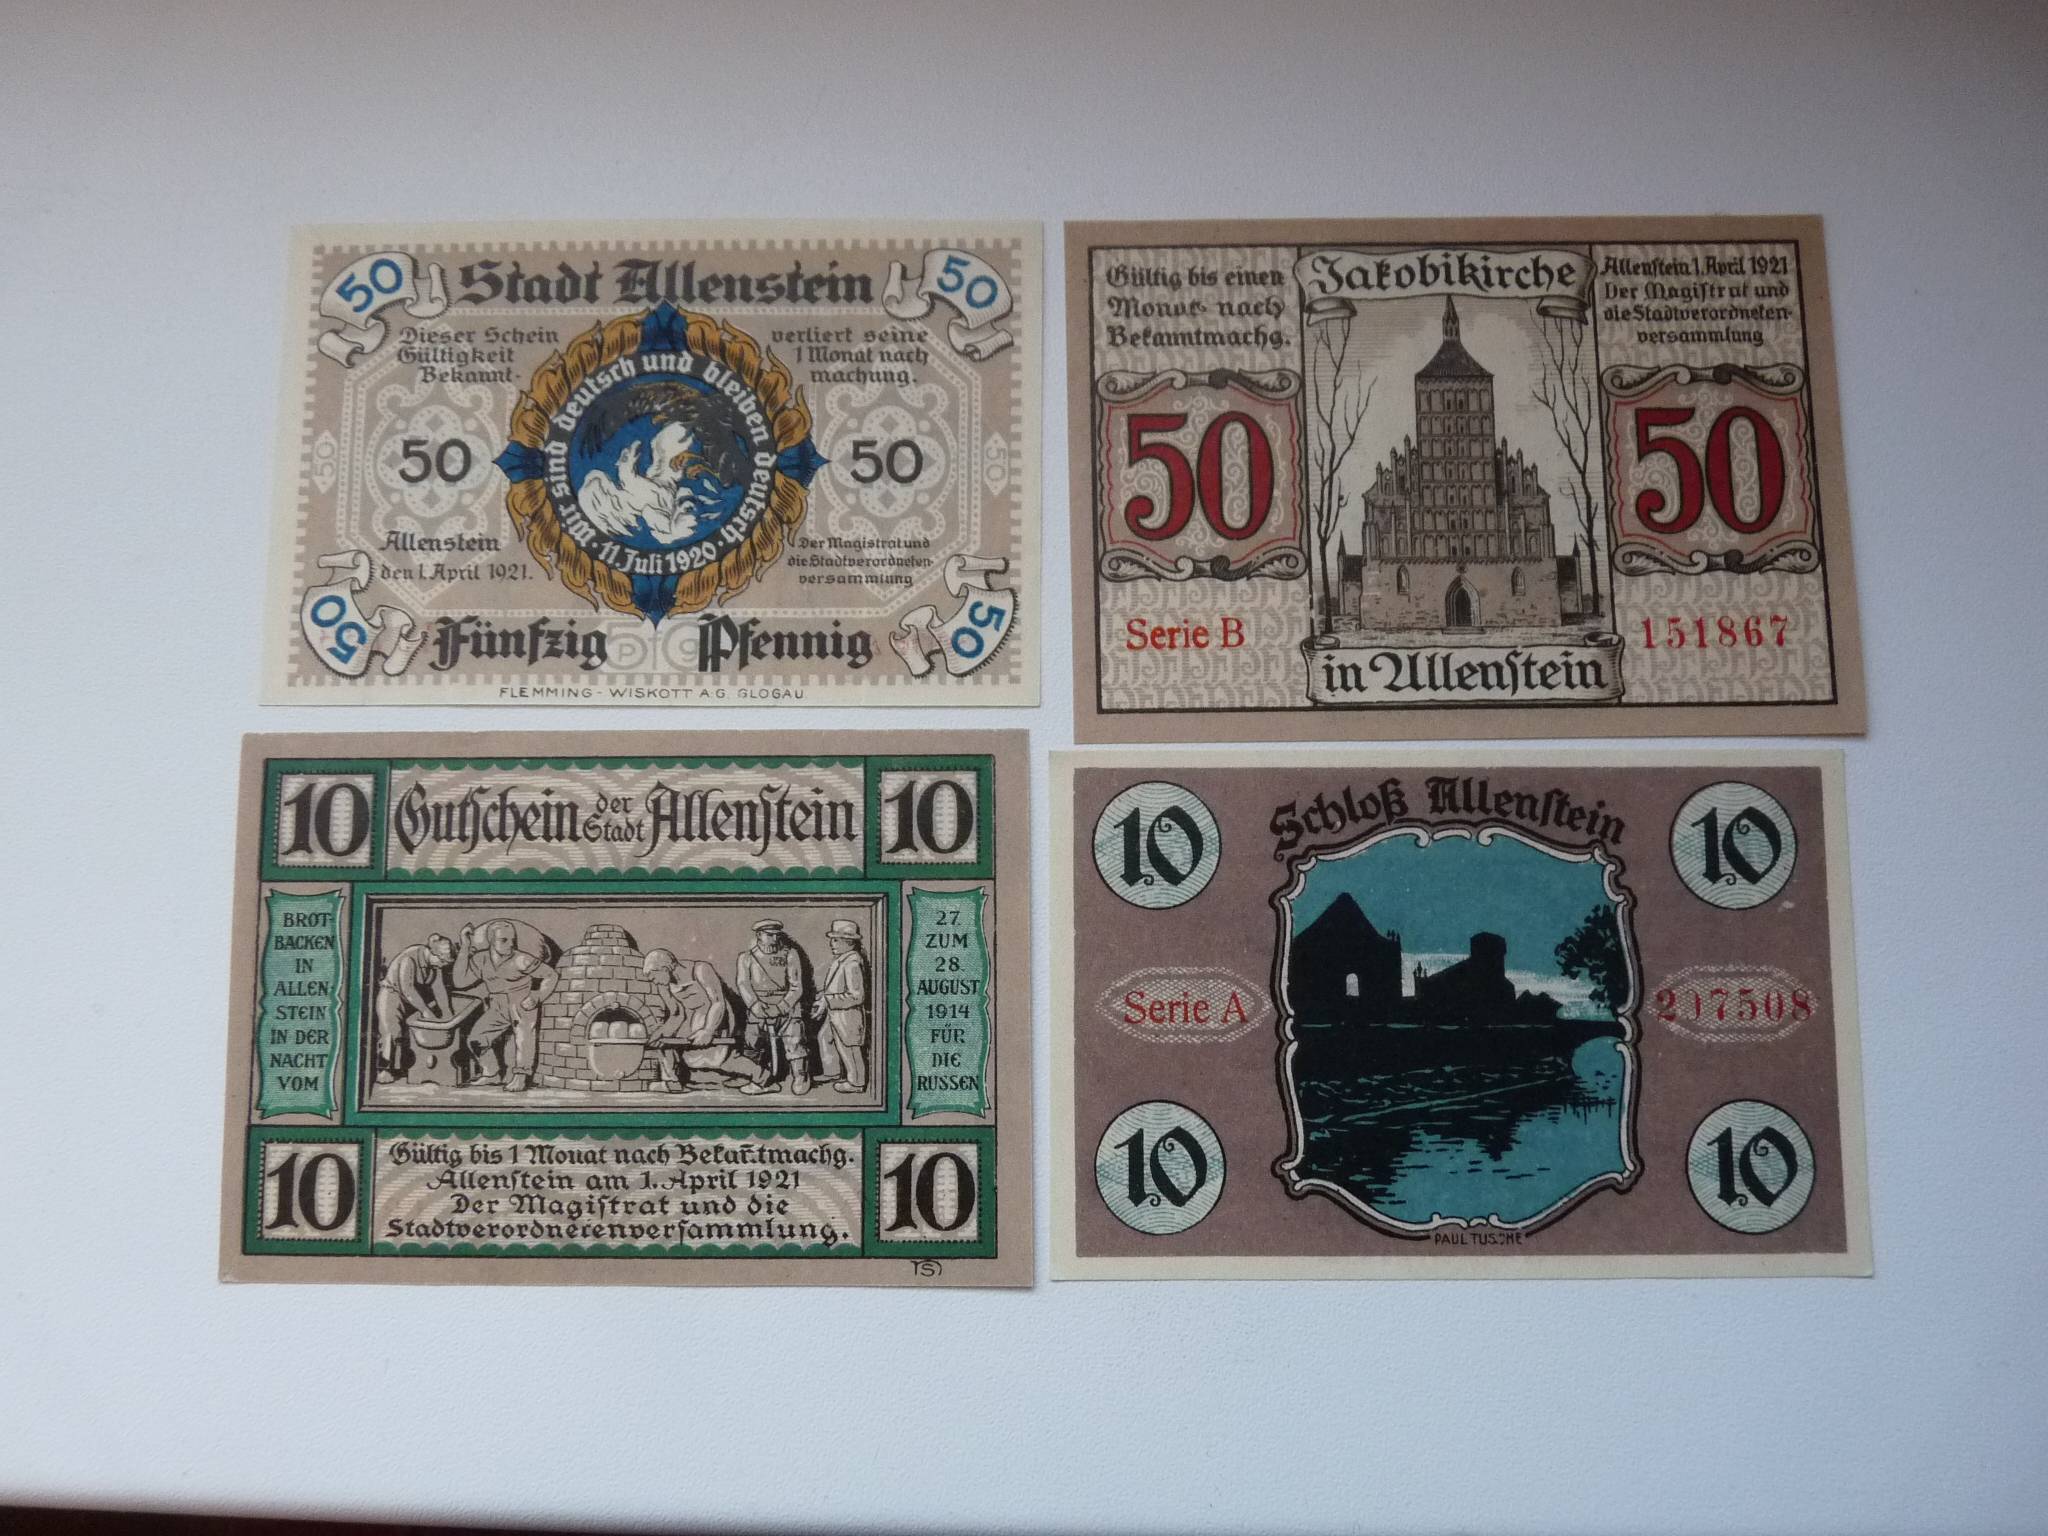 50
Stadt Allenstein
50
Dieser Schein verliert seine
Gültigkeit 1 Monat nach
Bekannt- machung.
Wir sind deutsch und bleiben deutsch · 11. Juli 1920 ·
50
50
50
50
Allenstein
den 1. April 1921.
Der Magistrat und
die Stadtverordneten-
versammlung
50
Fünfzig Pfennig
50
FLEMMING - WISKOTT A.G. GLOGAU.
Gültig bis einen
Monat nach
Bekanntmachg.
Jakobikirche
Allenstein 1. April 1921
Der Magistrat und
die Stadtverordneten-
versammlung
50
50
Serie B
151867
in Allenstein
10
Gutschein der Stadt Allenstein
10
BROT-
BACKEN
IN
ALLEN-
STEIN
IN DER
NACHT
VOM
27.
ZUM
28.
AUGUST
1914
FÜR
DIE
RUSSEN
10
Gültig bis 1 Monat nach Bekan̄tmachg.
Allenstein am 1. April 1921
Der Magistrat und die
Stadtverordnetenversammlung.
10
Schloß Allenstein
10
10
Serie A
207508
10
10
PAUL TUSCHE